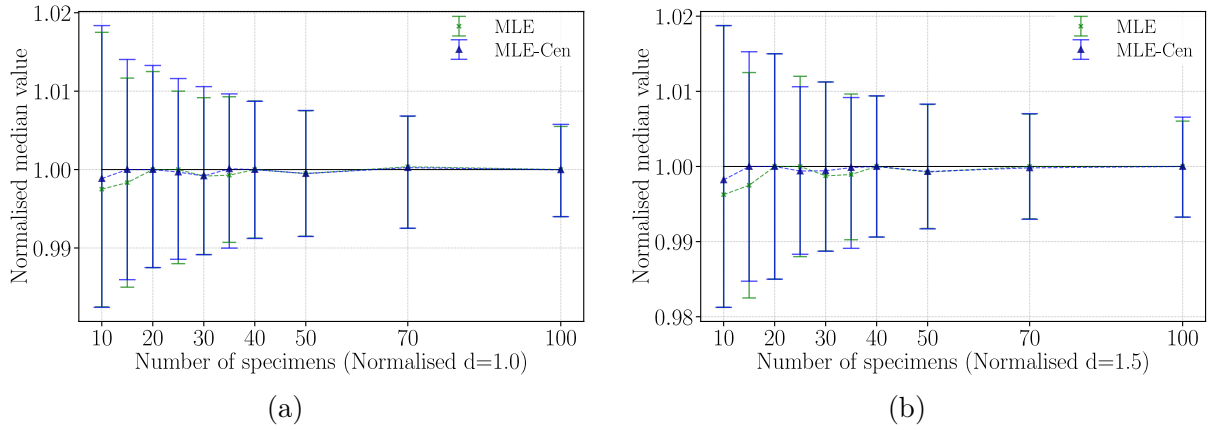 1.02
1.01
1.00
0.99
Normalised median value
MLE
MLE-Cen
10 20 30 40 50 70 100
Number of specimens (Normalised d=1.0)
(a)
1.02
1.01
1.00
0.99
0.98
Normalised median value
MLE
MLE-Cen
10 20 30 40 50 70 100
Number of specimens (Normalised d=1.5)
(b)